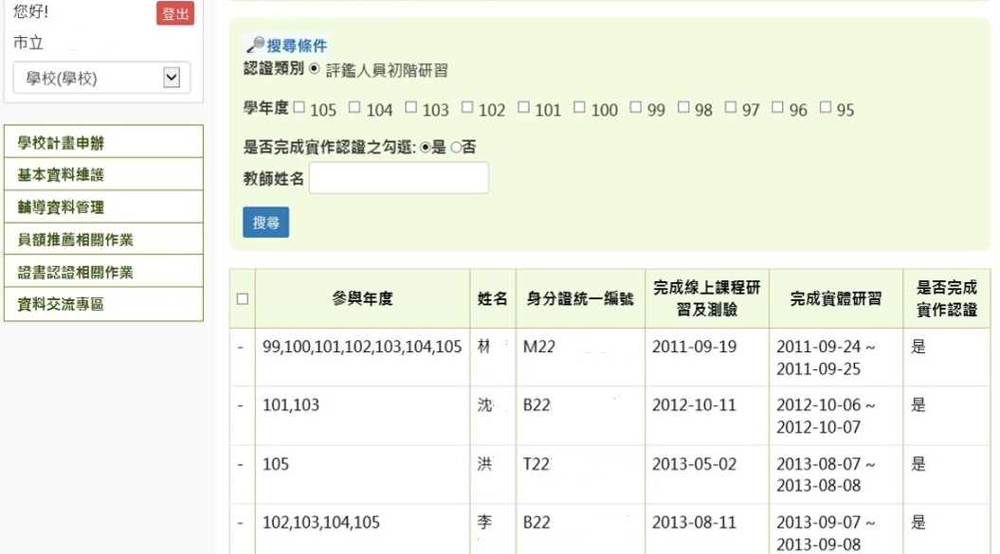 您好!
登出
市立
學校(學校)
學校計畫申辦
基本資料維護
輔導資料管理
員額推薦相關作業
證書認證相關作業
資料交流專區
搜尋條件
認證類別 評鑑人員初階研習
學年度 105 104 103 102 101 100 99 98 97 96 95
是否完成實作認證之勾選: 是 否
教師姓名
搜尋
參與年度 姓名 身分證統一編號 完成線上課程研習及測驗 完成實體研習 是否完成實作認證
- 99,100,101,102,103,104,105 林 M22 2011-09-19 2011-09-24 ~ 2011-09-25 是
- 101,103 沈 B22 2012-10-11 2012-10-06 ~ 2012-10-07 是
- 105 洪 T22 2013-05-02 2013-08-07 ~ 2013-08-08 是
- 102,103,104,105 李 B22 2013-08-11 2013-09-07 ~ 2013-09-08 是